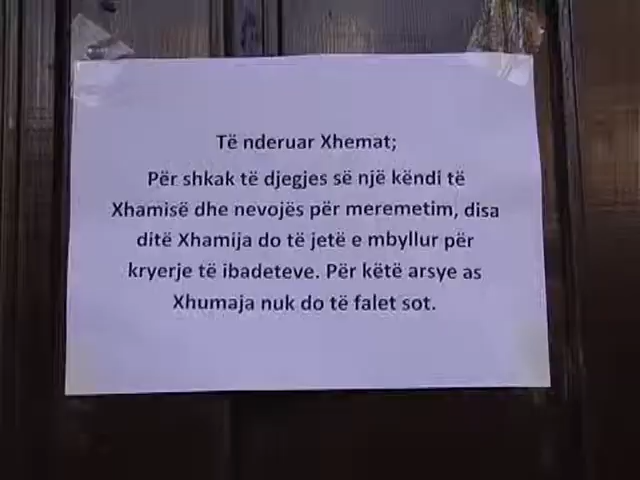 Të nderuar Xhemat;
Për shkak të djegjes së një këndi të
Xhamisë dhe nevojës për meremetim, disa
ditë Xhamija do të jetë e mbyllur për
kryerje të ibadeteve. Për këtë arsye as
Xhumaja nuk do të falet sot.